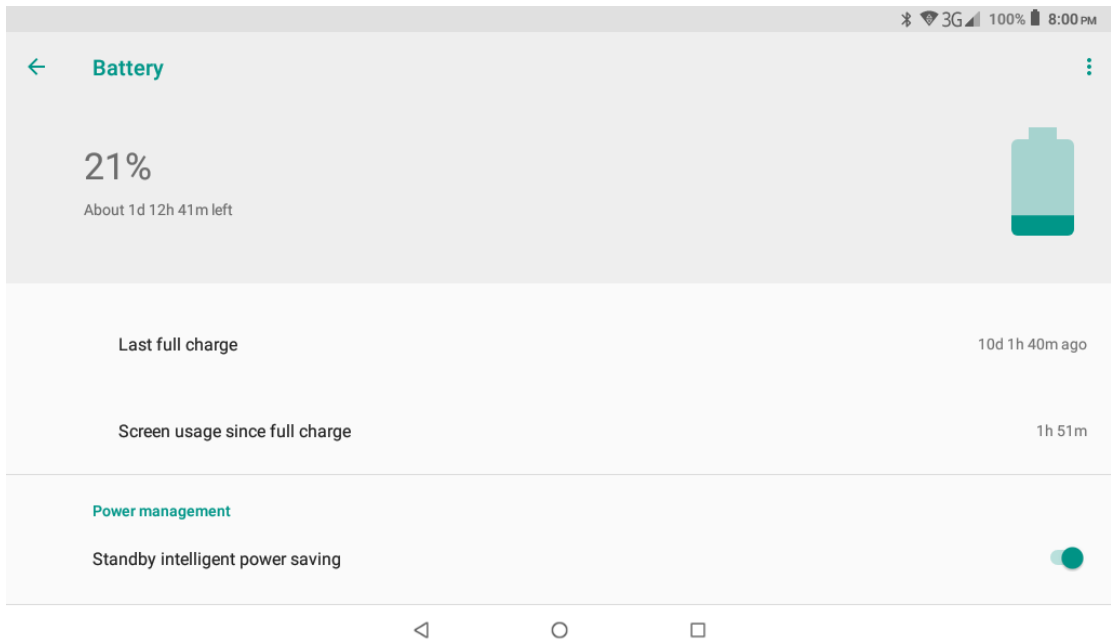 3G 100% 8:00 PM
Battery
21%
About 1d 12h 41m left
Last full charge 10d 1h 40m ago
Screen usage since full charge 1h 51m
Power management
Standby intelligent power saving